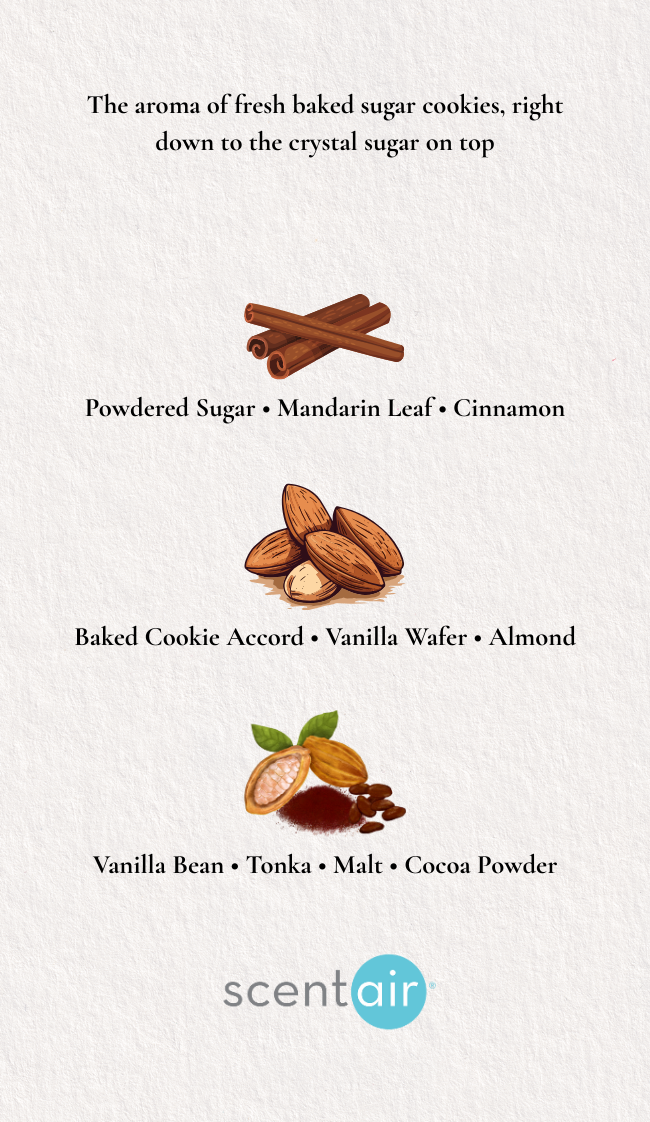 The aroma of fresh baked sugar cookies, right
down to the crystal sugar on top
Powdered Sugar • Mandarin Leaf • Cinnamon
Baked Cookie Accord • Vanilla Wafer • Almond
Vanilla Bean • Tonka • Malt • Cocoa Powder
scentair®